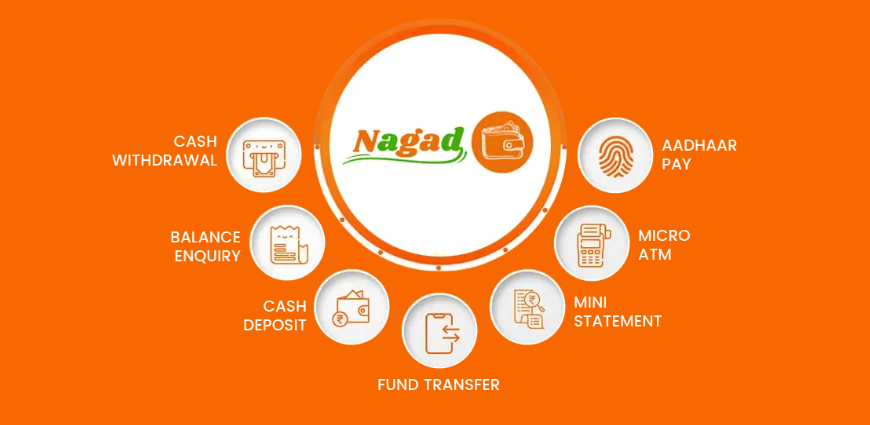 Nagad
CASH
WITHDRAWAL
AADHAAR
PAY
BALANCE
ENQUIRY
MICRO
ATM
CASH
DEPOSIT
MINI
STATEMENT
FUND TRANSFER